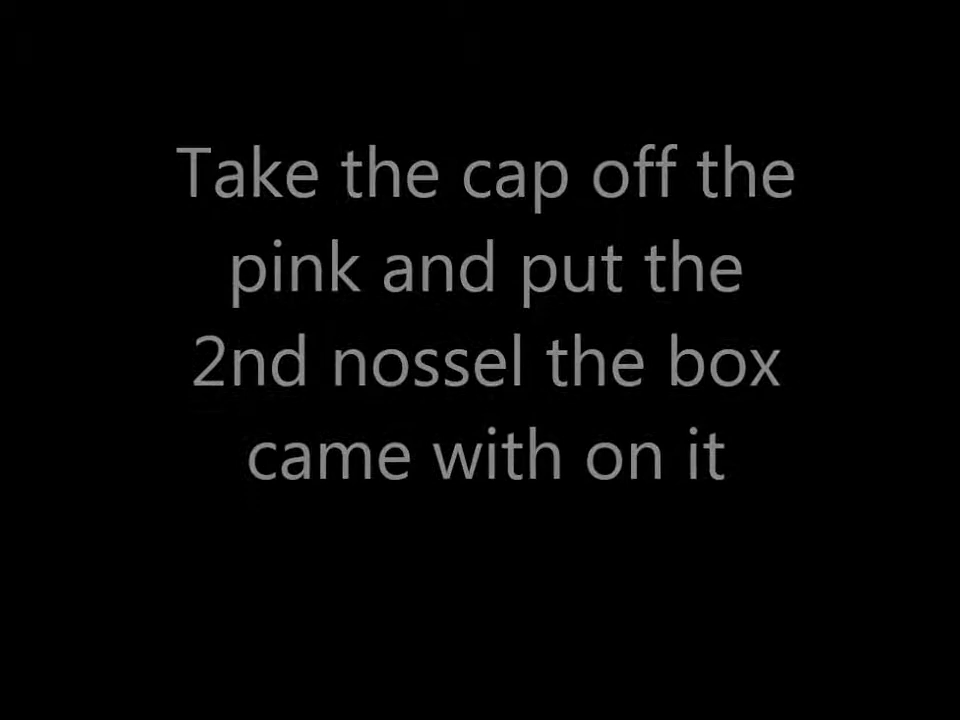 Take the cap off the
pink and put the
2nd nossel the box
came with on it